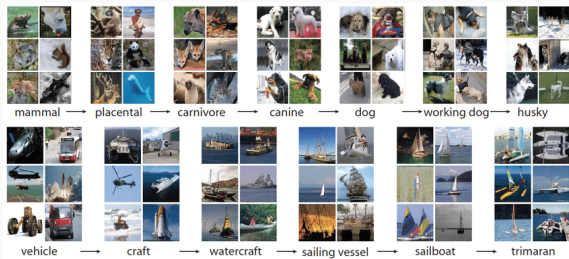 mammal → placental → carnivore → canine → dog → working dog → husky
vehicle → craft → watercraft → sailing vessel → sailboat → trimaran